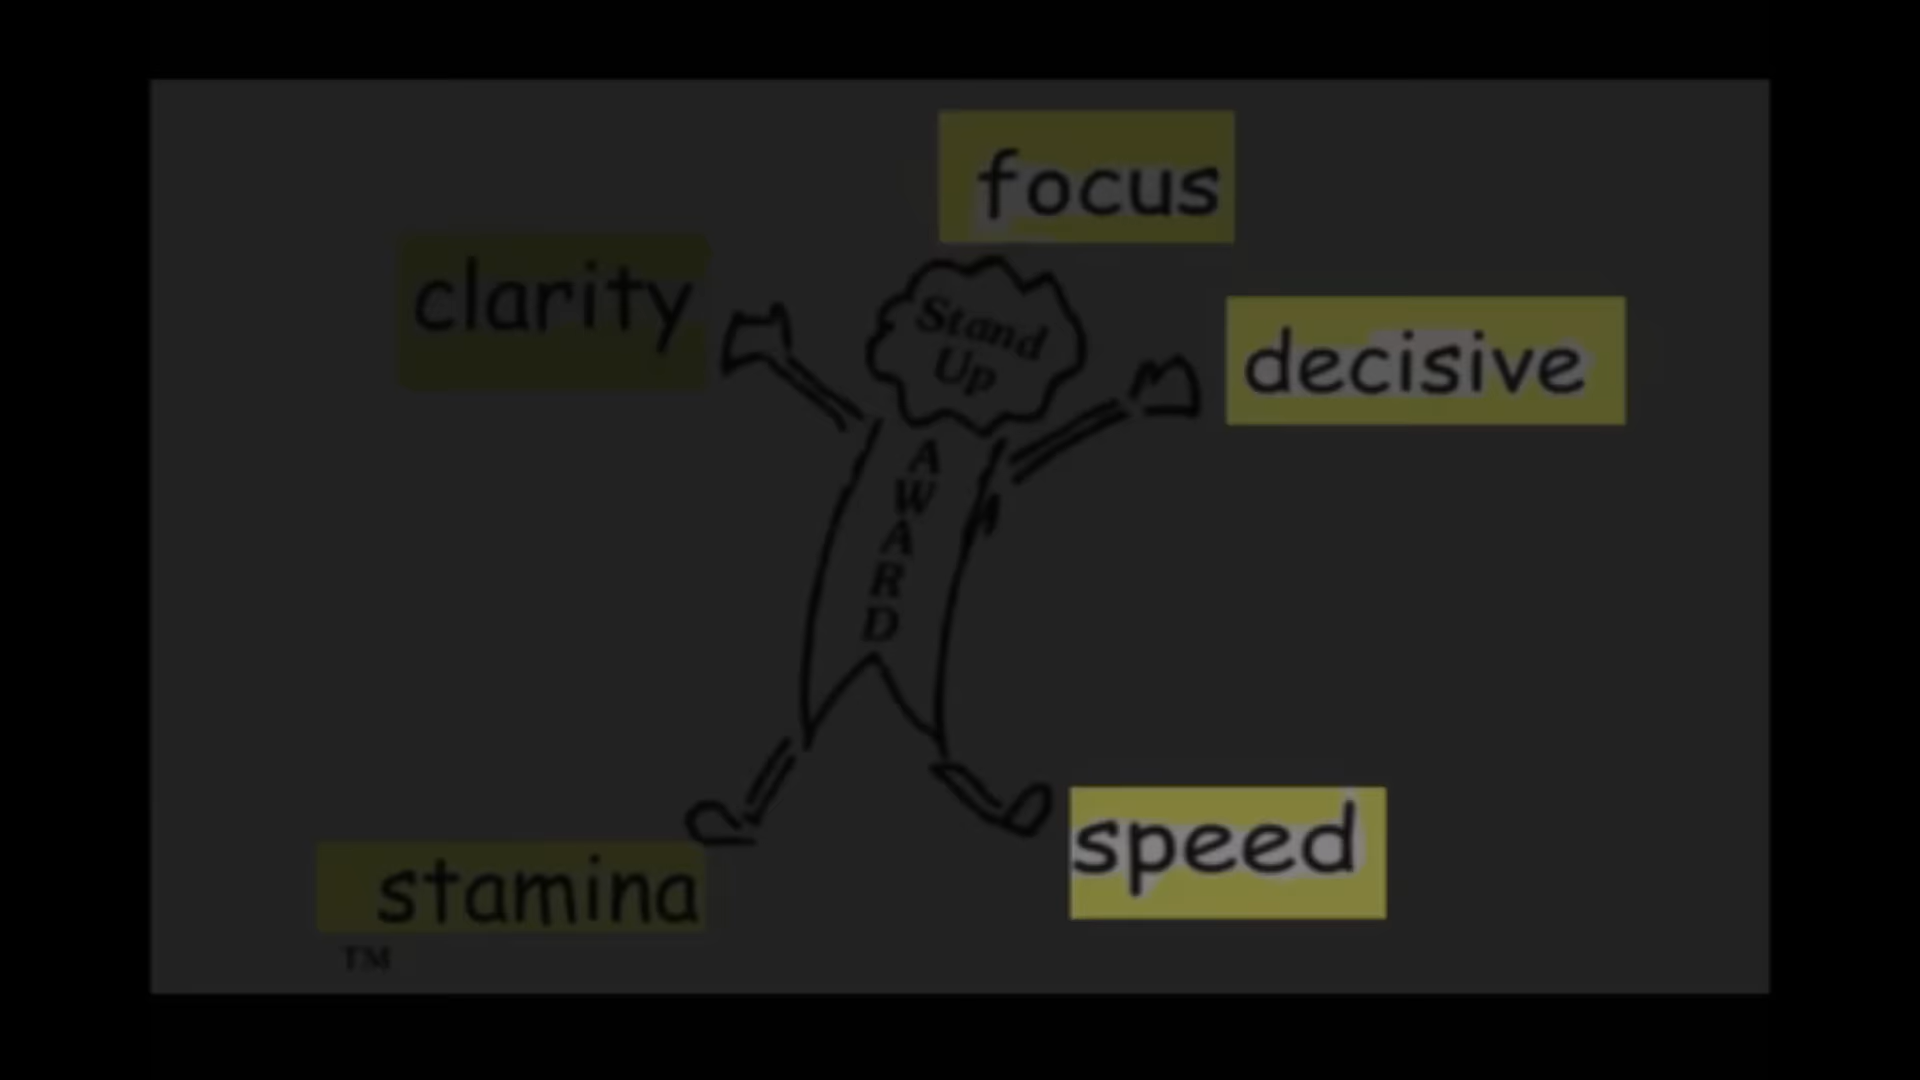 focus
clarity
decisive
Stand
Up
AWARD
speed
stamina
TM